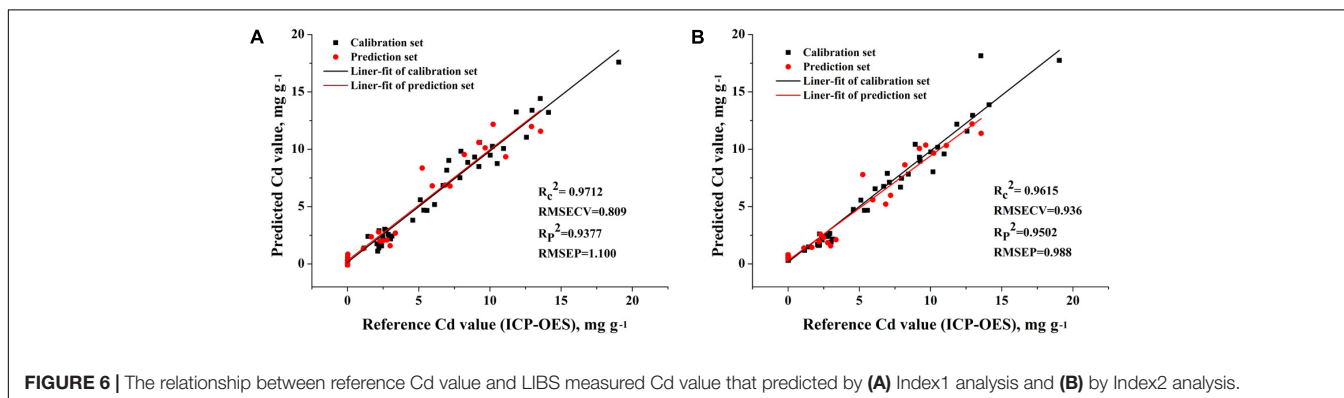 A
Calibration set
Prediction set
Liner-fit of calibration set
Liner-fit of prediction set
20
15
10
5
0
Predicted Cd value, mg g-1
Rc2= 0.9712
RMSECV=0.809
RP2=0.9377
RMSEP=1.100
0 5 10 15 20
Reference Cd value (ICP-OES), mg g-1
B
Calibration set
Prediction set
Liner-fit of calibration set
Liner-fit of prediction set
20
15
10
5
0
Predicted Cd value, mg g-1
Rc2= 0.9615
RMSECV=0.936
RP2=0.9502
RMSEP=0.988
0 5 10 15 20
Reference Cd value (ICP-OES), mg g-1
FIGURE 6 | The relationship between reference Cd value and LIBS measured Cd value that predicted by (A) Index1 analysis and (B) by Index2 analysis.